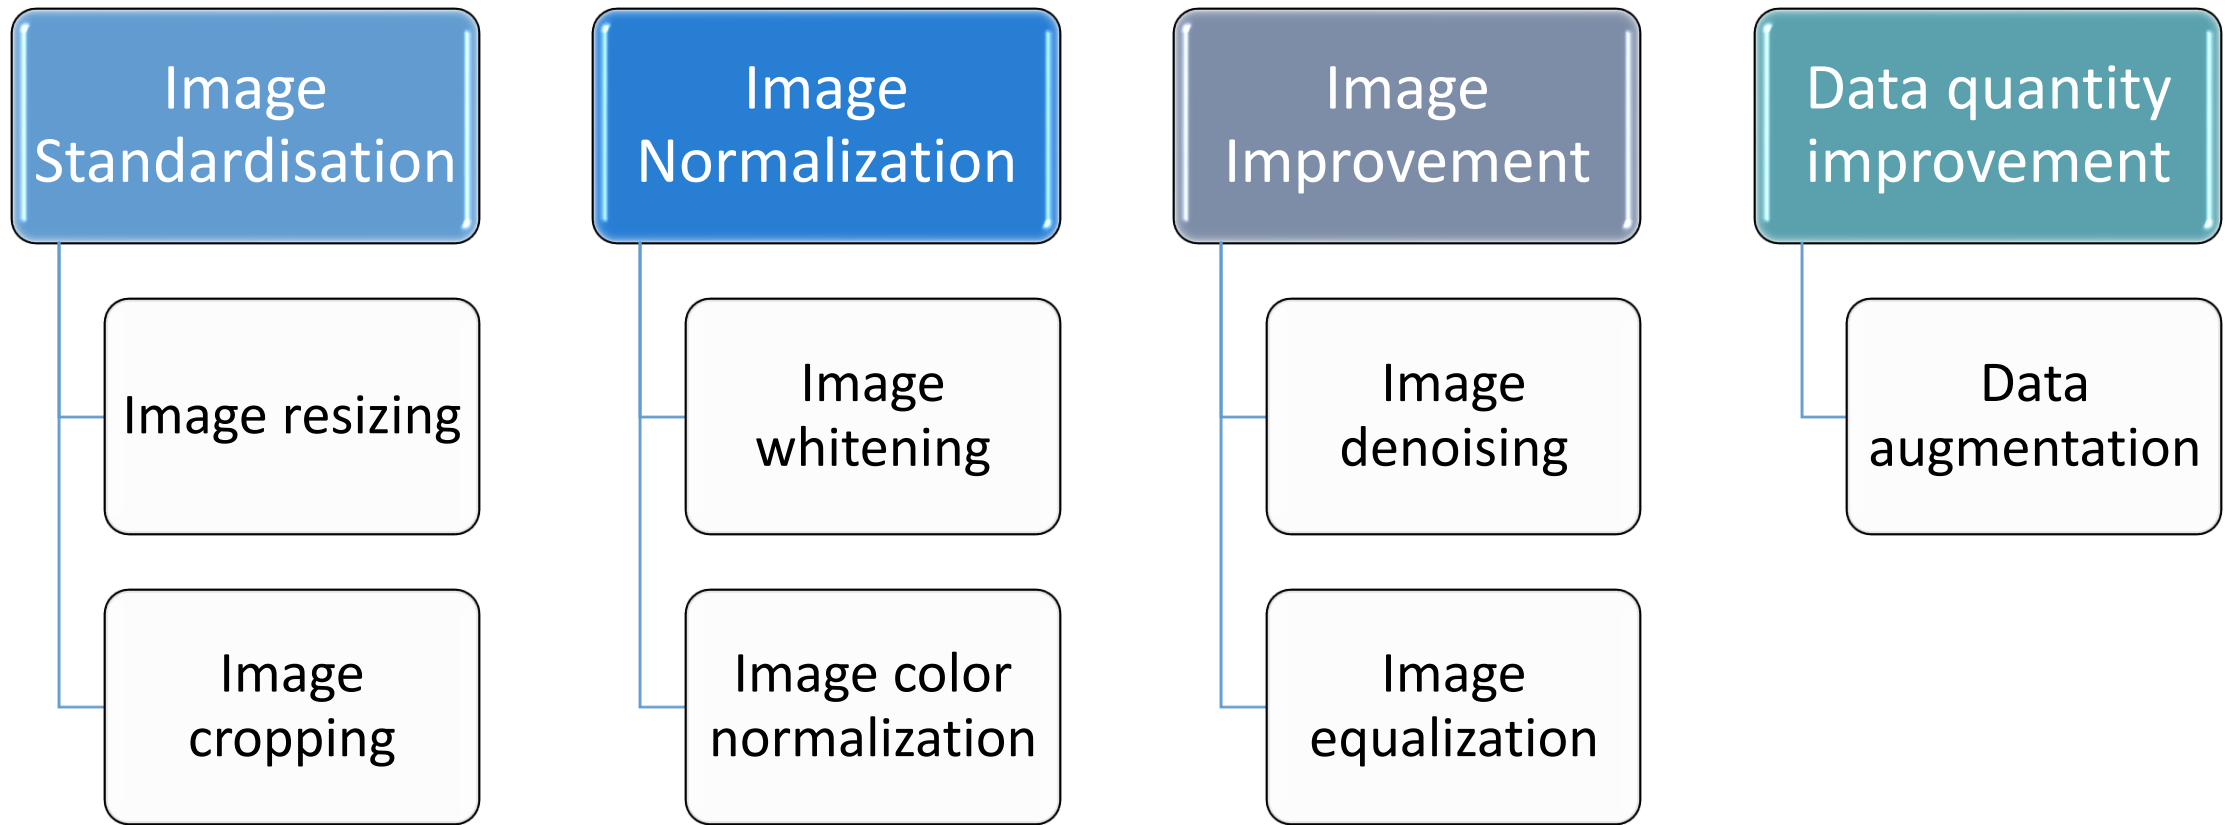 Image
Standardisation
Image resizing
Image
cropping
Image
Normalization
Image
whitening
Image color
normalization
Image
Improvement
Image
denoising
Image
equalization
Data quantity
improvement
Data
augmentation